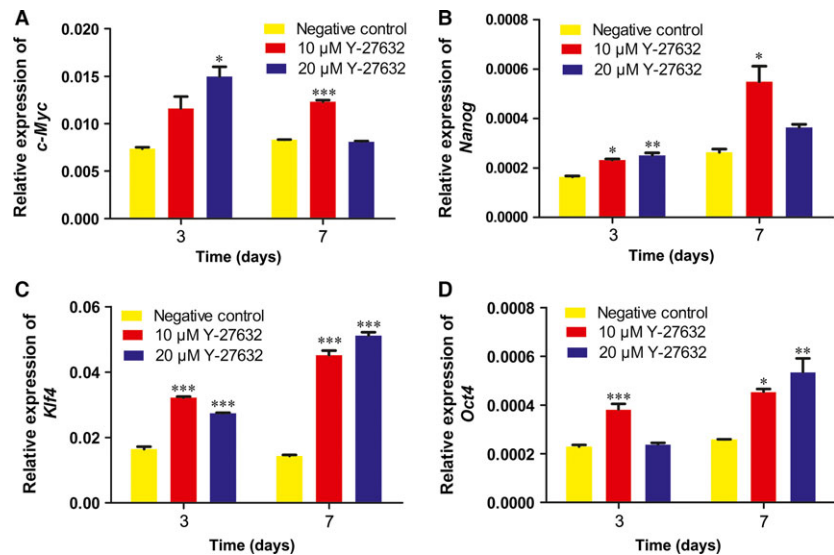 A
Relative expression of
c-Myc
Negative control
10 µM Y-27632
20 µM Y-27632
0.020
0.015
0.010
0.005
0.000
*
***
3
7
Time (days)
B
Relative expression of
Nanog
Negative control
10 µM Y-27632
20 µM Y-27632
0.0008
0.0006
0.0004
0.0002
0.0000
*
**
*
3
7
Time (days)
C
Relative expression of
Klf4
Negative control
10 µM Y-27632
20 µM Y-27632
0.06
0.04
0.02
0.00
***
***
***
***
3
7
Time (days)
D
Relative expression of
Oct4
Negative control
10 µM Y-27632
20 µM Y-27632
0.0008
0.0006
0.0004
0.0002
0.0000
***
*
**
3
7
Time (days)